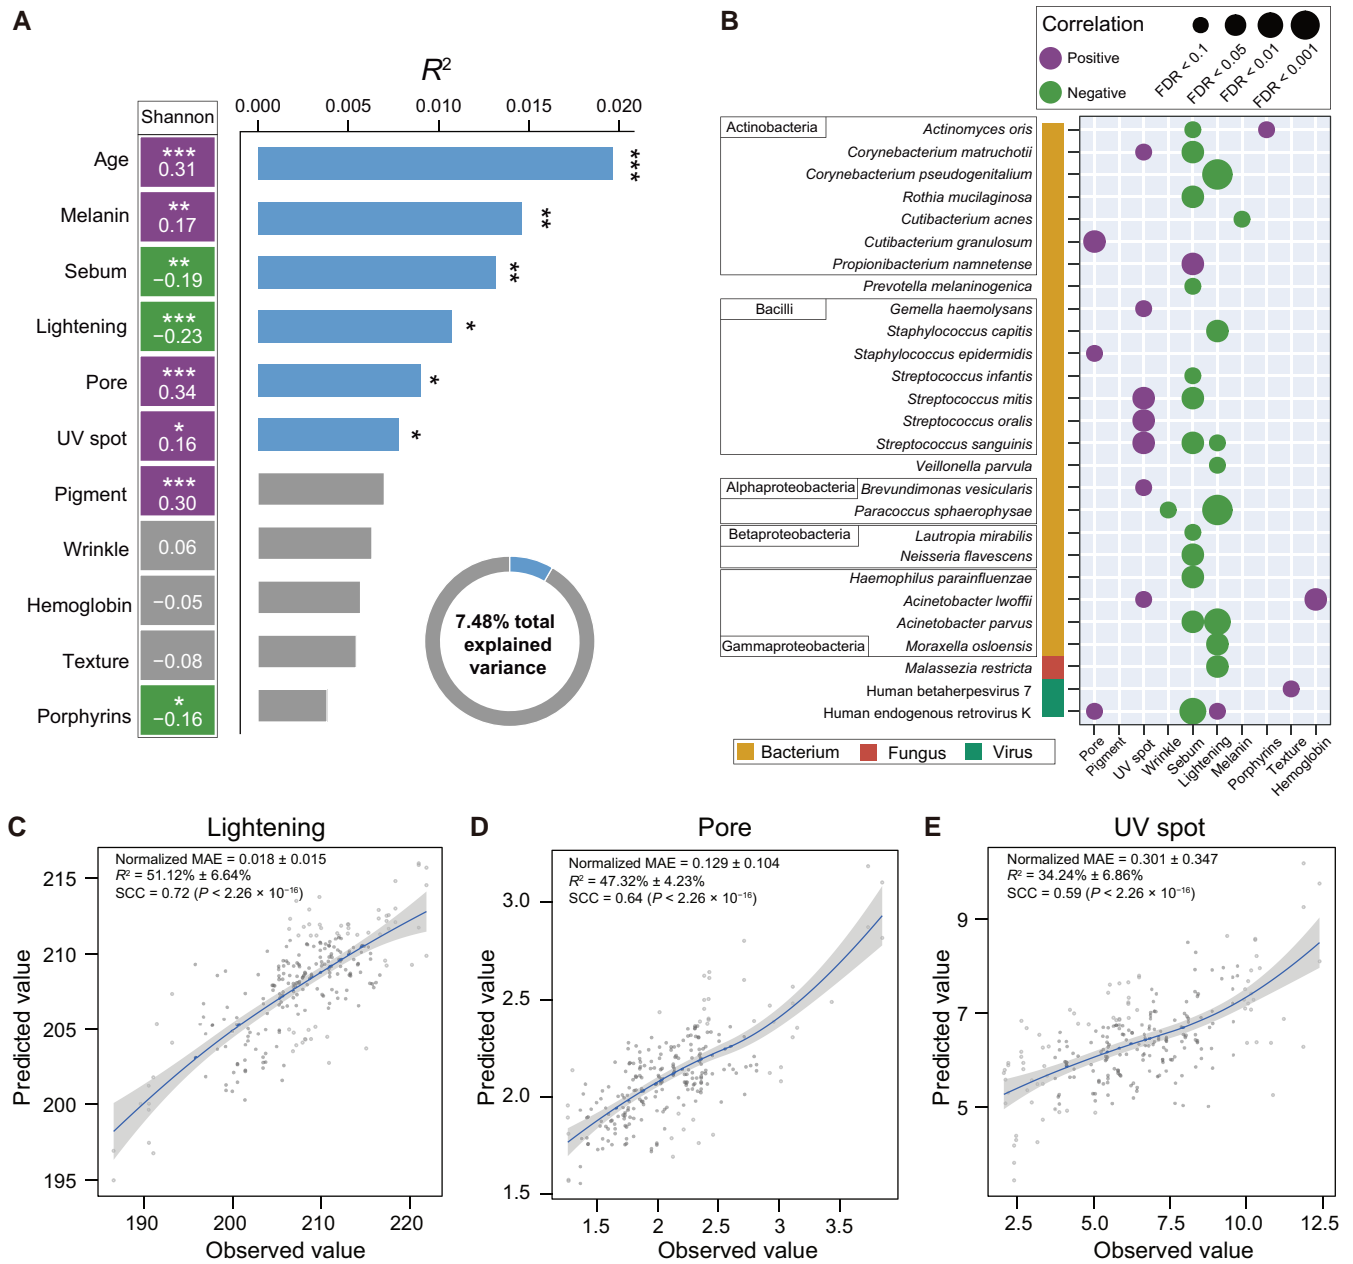 A
R²
0.000 0.005 0.010 0.015 0.020
Shannon
Age *** 0.31 ***
Melanin ** 0.17 **
Sebum ** −0.19 **
Lightening *** −0.23 *
Pore *** 0.34 *
UV spot * 0.16 *
Pigment *** 0.30
Wrinkle 0.06
Hemoglobin −0.05
Texture −0.08
Porphyrins * −0.16
7.48% total
explained
variance
B
Correlation
Positive
Negative
FDR < 0.1
FDR < 0.05
FDR < 0.01
FDR < 0.001
Actinobacteria Actinomyces oris
Corynebacterium matruchotii
Corynebacterium pseudogenitalium
Rothia mucilaginosa
Cutibacterium acnes
Cutibacterium granulosum
Propionibacterium namnetense
Prevotella melaninogenica
Bacilli Gemella haemolysans
Staphylococcus capitis
Staphylococcus epidermidis
Streptococcus infantis
Streptococcus mitis
Streptococcus oralis
Streptococcus sanguinis
Veillonella parvula
Alphaproteobacteria Brevundimonas vesicularis
Paracoccus sphaerophysae
Betaproteobacteria Lautropia mirabilis
Neisseria flavescens
Haemophilus parainfluenzae
Acinetobacter lwoffii
Acinetobacter parvus
Gammaproteobacteria Moraxella osloensis
Malassezia restricta
Human betaherpesvirus 7
Human endogenous retrovirus K
Bacterium Fungus Virus
Pore
Pigment
UV spot
Wrinkle
Sebum
Lightening
Melanin
Porphyrins
Texture
Hemoglobin
C
Lightening
Normalized MAE = 0.018 ± 0.015
R² = 51.12% ± 6.64%
SCC = 0.72 (P < 2.26 × 10⁻¹⁶)
Predicted value
215
210
205
200
195
190 200 210 220
Observed value
D
Pore
Normalized MAE = 0.129 ± 0.104
R² = 47.32% ± 4.23%
SCC = 0.64 (P < 2.26 × 10⁻¹⁶)
Predicted value
3.0
2.5
2.0
1.5
1.5 2 2.5 3 3.5
Observed value
E
UV spot
Normalized MAE = 0.301 ± 0.347
R² = 34.24% ± 6.86%
SCC = 0.59 (P < 2.26 × 10⁻¹⁶)
Predicted value
9
7
5
2.5 5.0 7.5 10.0 12.5
Observed value